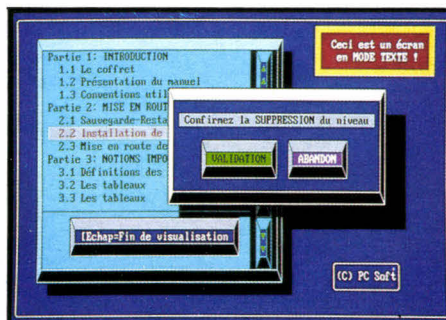 Ceci est un écran
en MODE TEXTE !
Partie 1: INTRODUCTION
1.1 Le coffret
1.2 Présentation du manuel
1.3 Conventions util
Partie 2: MISE EN ROUT
2.1 Sauvegarde-Resta
2.2 Installation de
2.3 Mise en route de
Partie 3: NOTIONS IMPO
3.1 Définitions des
3.2 Les tableaux
3.3 Les tableaux
Confirmez la SUPPRESSION du niveau
VALIDATION
ABANDON
[Echap=Fin de visualisation
(C) PC Soft